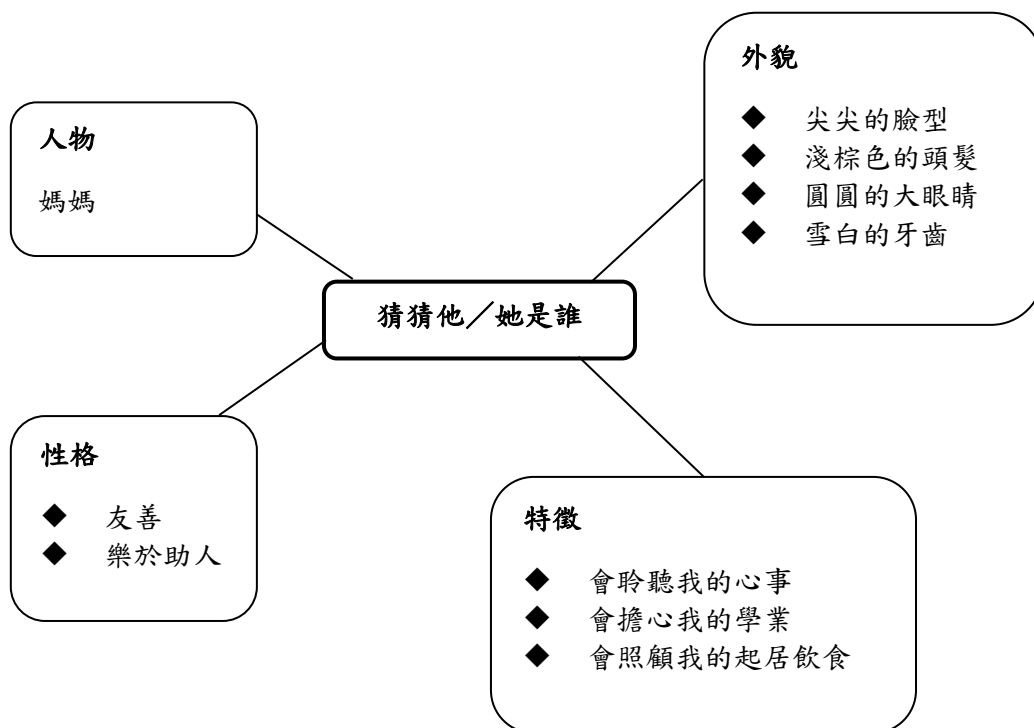 人物
媽媽
外貌
◆ 尖尖的臉型
◆ 淺棕色的頭髮
◆ 圓圓的大眼睛
◆ 雪白的牙齒
猜猜他／她是誰
性格
◆ 友善
◆ 樂於助人
特徵
◆ 會聆聽我的心事
◆ 會擔心我的學業
◆ 會照顧我的起居飲食